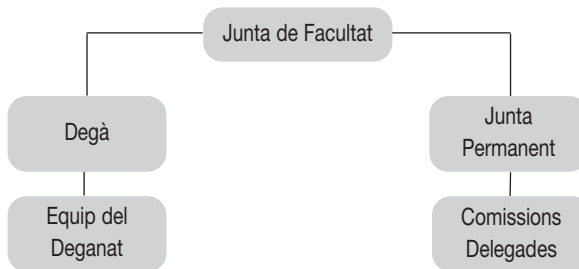 Junta de Facultat
Degà
Junta
Permanent
Equip del
Deganat
Comissions
Delegades